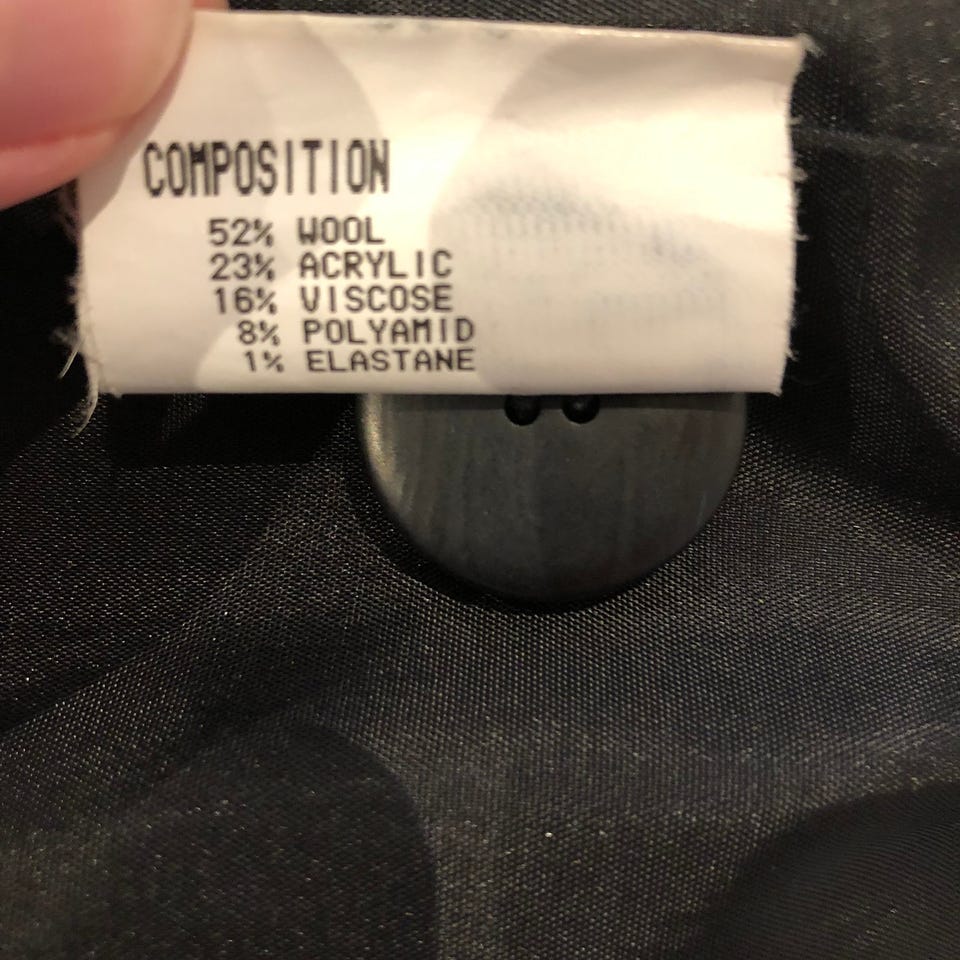 COMPOSITION
52% WOOL
23% ACRYLIC
16% VISCOSE
8% POLYAMID
1% ELASTANE